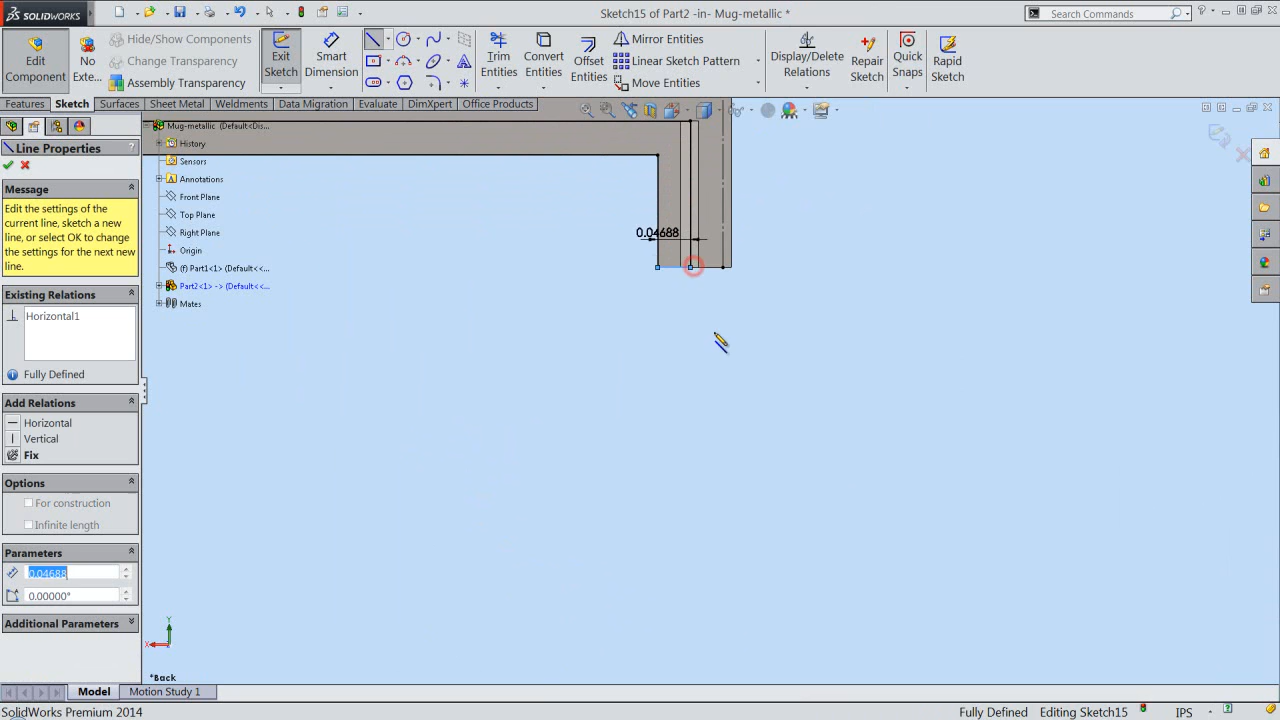 SOLIDWORKS
Sketch15 of Part2 -in- Mug-metallic *
Search Commands
Edit Component
No Exte...
Hide/Show Components
Change Transparency
Assembly Transparency
Exit Sketch
Smart Dimension
Trim Entities
Convert Entities
Offset Entities
Mirror Entities
Linear Sketch Pattern
Move Entities
Display/Delete Relations
Repair Sketch
Quick Snaps
Rapid Sketch
Features
Sketch
Surfaces
Sheet Metal
Weldments
Data Migration
Evaluate
DimXpert
Office Products
Line Properties
?
Message
Edit the settings of the
current line, sketch a new
line, or select OK to change
the settings for the next new
line.
Existing Relations
Horizontal1
Fully Defined
Add Relations
Horizontal
Vertical
Fix
Options
For construction
Infinite length
Parameters
0.04688
0.00000°
Additional Parameters
Mug-metallic (Default<Dis...
History
Sensors
Annotations
Front Plane
Top Plane
Right Plane
Origin
(f) Part1<1> (Default<<...
Part2<1> -> (Default<<...
Mates
0.04688
Y
X
*Back
Model
Motion Study 1
SolidWorks Premium 2014
Fully Defined
Editing Sketch15
IPS